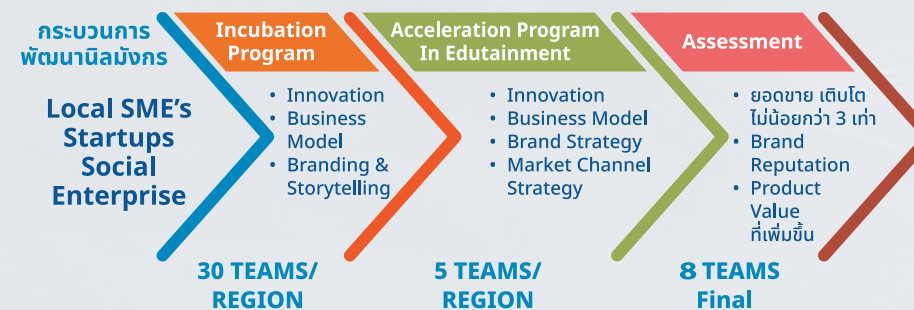 กระบวนการ
พัฒนานิลมังกร
Local SME's
Startups
Social
Enterprise
Incubation
Program
• Innovation
• Business
Model
• Branding &
Storytelling
30 TEAMS/
REGION
Acceleration Program
In Edutainment
• Innovation
• Business Model
• Brand Strategy
• Market Channel
Strategy
5 TEAMS/
REGION
Assessment
• ยอดขาย เติบโต
ไม่น้อยกว่า 3 เท่า
• Brand
Reputation
• Product
Value
ที่เพิ่มขึ้น
8 TEAMS
Final